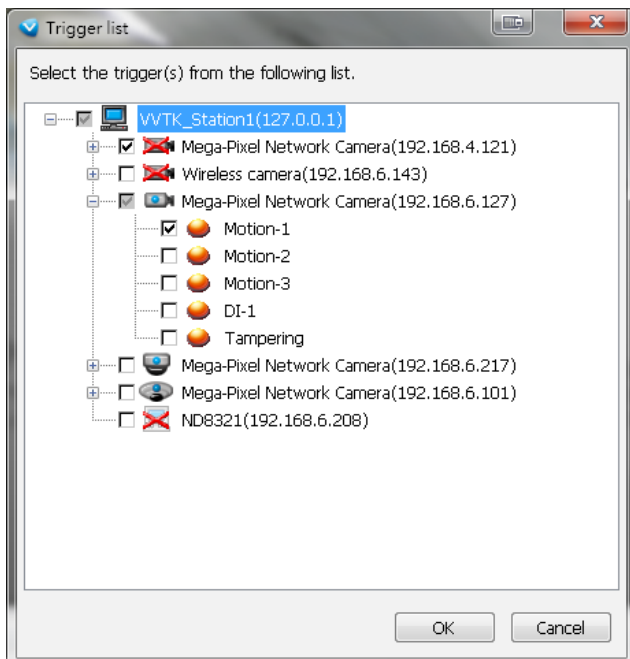 Trigger list
Select the trigger(s) from the following list.
VVTK_Station1(127.0.0.1)
Mega-Pixel Network Camera(192.168.4.121)
Wireless camera(192.168.6.143)
Mega-Pixel Network Camera(192.168.6.127)
Motion-1
Motion-2
Motion-3
DI-1
Tampering
Mega-Pixel Network Camera(192.168.6.217)
Mega-Pixel Network Camera(192.168.6.101)
ND8321(192.168.6.208)
OK Cancel